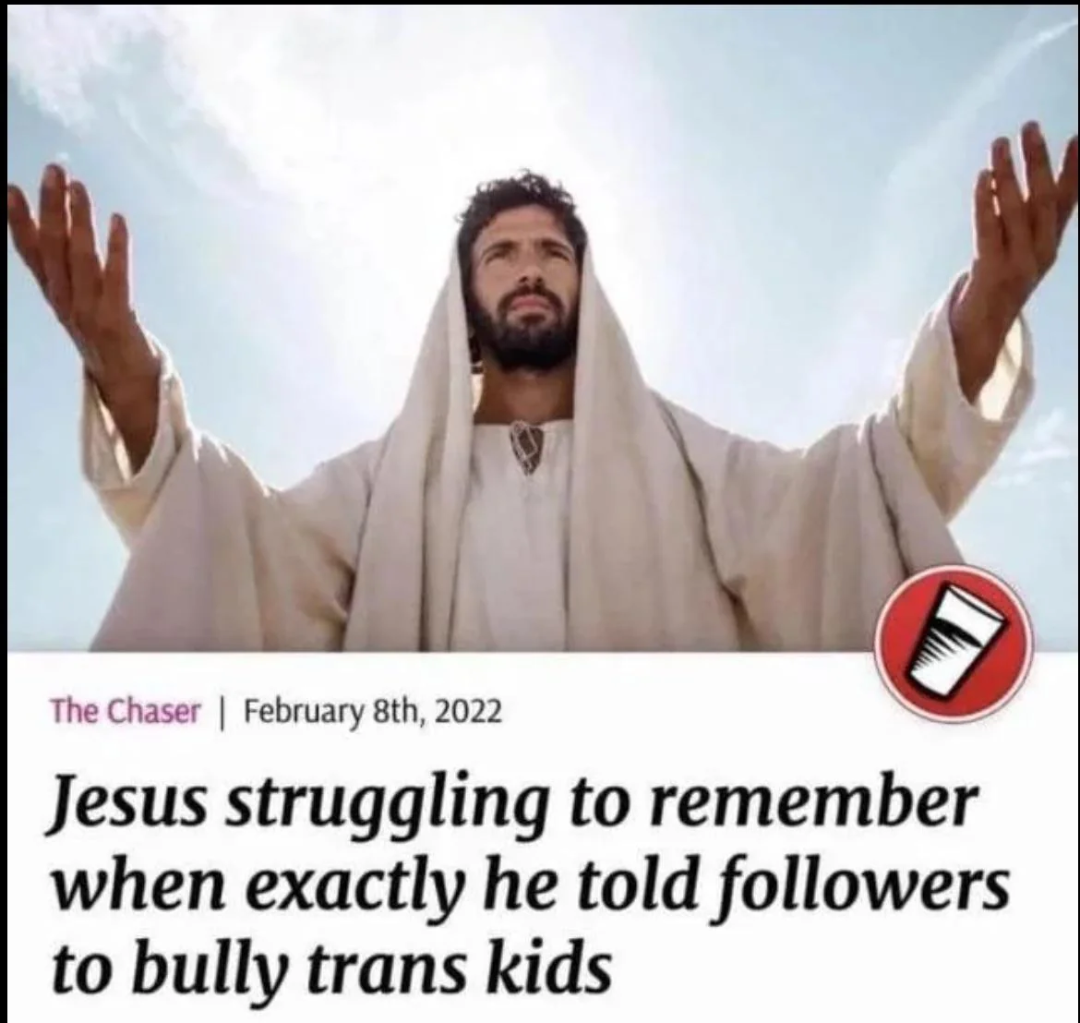 The Chaser | February 8th, 2022
Jesus struggling to remember
when exactly he told followers
to bully trans kids